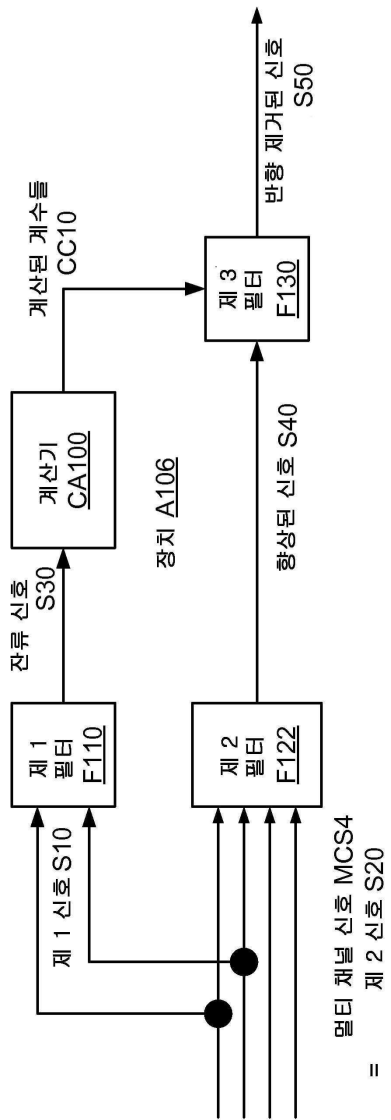 제 1 신호 S10
제 1
필터
F110
잔류 신호
S30
계산기
CA100
계산된 계수들
CC10
장치 A106
멀티 채널 신호 MCS4
=
제 2 신호 S20
제 2
필터
F122
향상된 신호 S40
제 3
필터
F130
반향 제거된 신호
S50